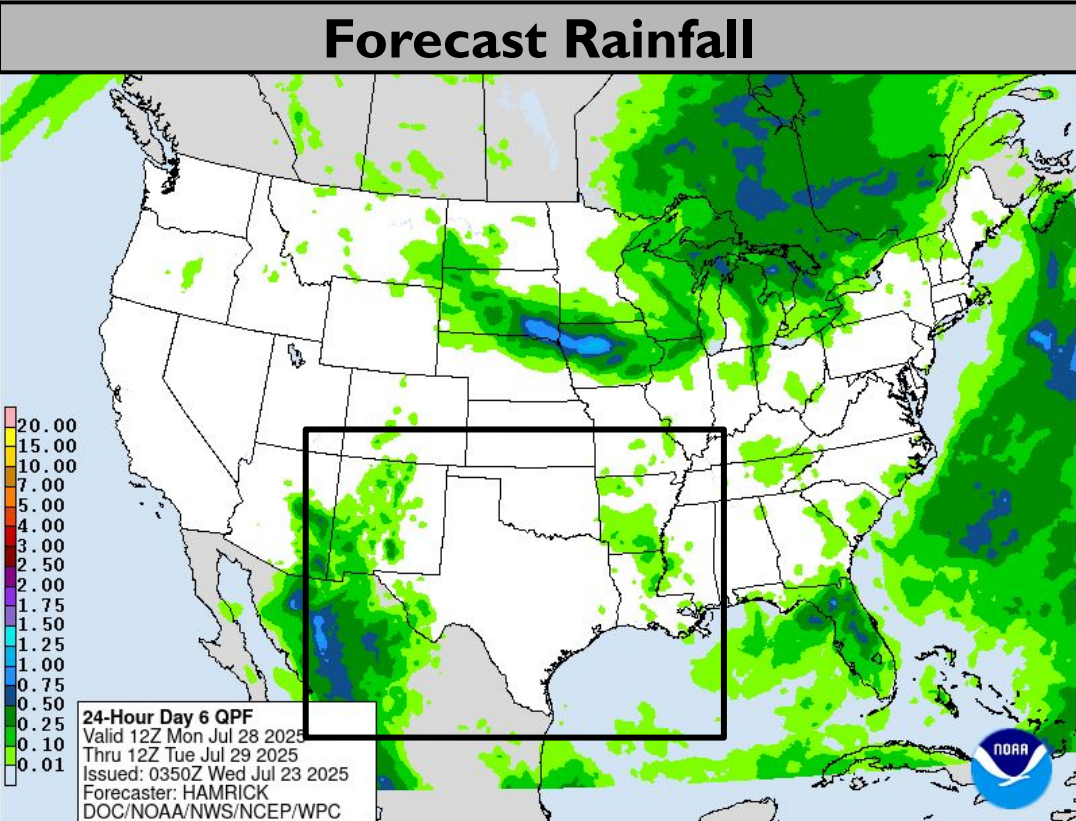 Forecast Rainfall
20.00
15.00
10.00
7.00
5.00
4.00
3.00
2.50
2.00
1.75
1.50
1.25
1.00
0.75
0.50
0.25
0.10
0.01
24-Hour Day 6 QPF
Valid 12Z Mon Jul 28 2025
Thru 12Z Tue Jul 29 2025
Issued: 0350Z Wed Jul 23 2025
Forecaster: HAMRICK
DOC/NOAA/NWS/NCEP/WPC
NOAA